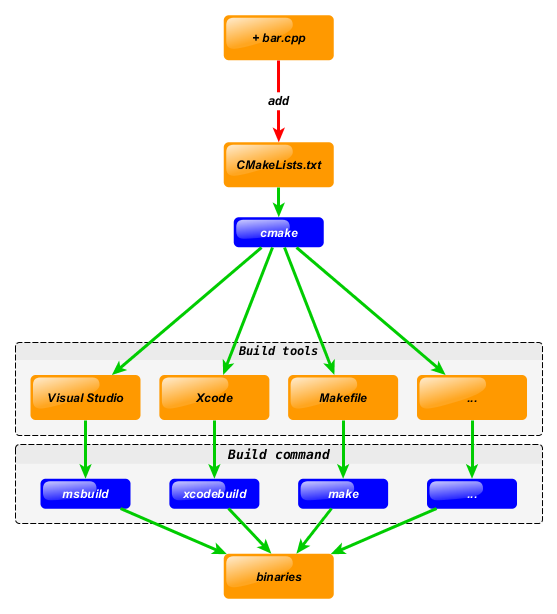 + bar.cpp
add
CMakeLists.txt
cmake
Build tools
Visual Studio
Xcode
Makefile
...
Build command
msbuild
xcodebuild
make
...
binaries